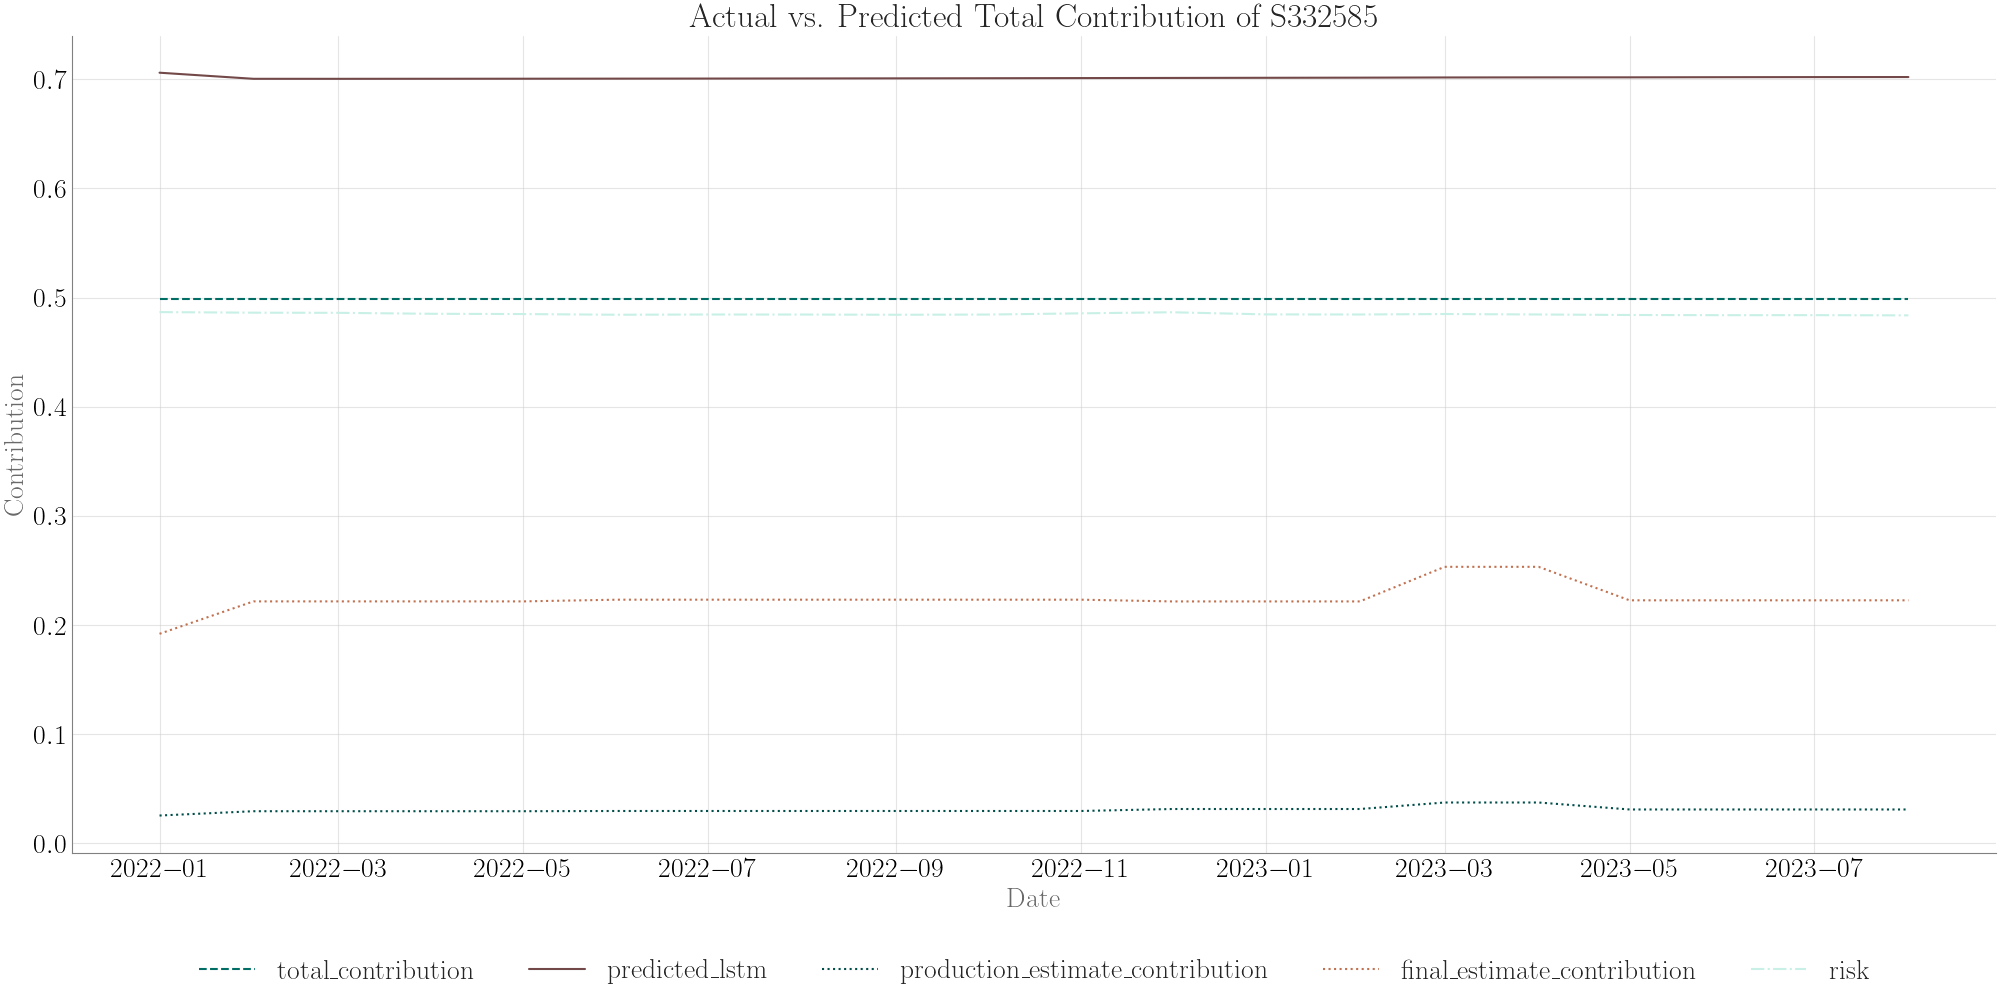 Actual vs. Predicted Total Contribution of S332585
Contribution
0.7
0.6
0.5
0.4
0.3
0.2
0.1
0.0
2022−01 2022−03 2022−05 2022−07 2022−09 2022−11 2023−01 2023−03 2023−05 2023−07
Date
total_contribution predicted_lstm production_estimate_contribution final_estimate_contribution risk